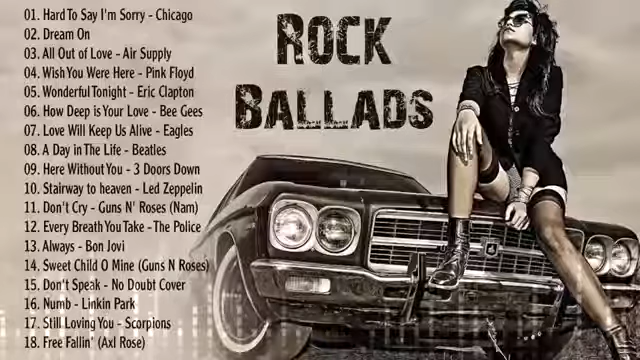 01. Hard To Say I'm Sorry - Chicago
02. Dream On
03. All Out of Love - Air Supply
04. Wish You Were Here - Pink Floyd
05. Wonderful Tonight - Eric Clapton
06. How Deep is Your Love - Bee Gees
07. Love Will Keep Us Alive - Eagles
08. A Day in The Life - Beatles
09. Here Without You - 3 Doors Down
10. Stairway to heaven - Led Zeppelin
11. Don't Cry - Guns N' Roses (Nam)
12. Every Breath You Take - The Police
13. Always - Bon Jovi
14. Sweet Child O Mine (Guns N Roses)
15. Don't Speak - No Doubt Cover
16. Numb - Linkin Park
17. Still Loving You - Scorpions
18. Free Fallin' (Axl Rose)
ROCK
BALLADS